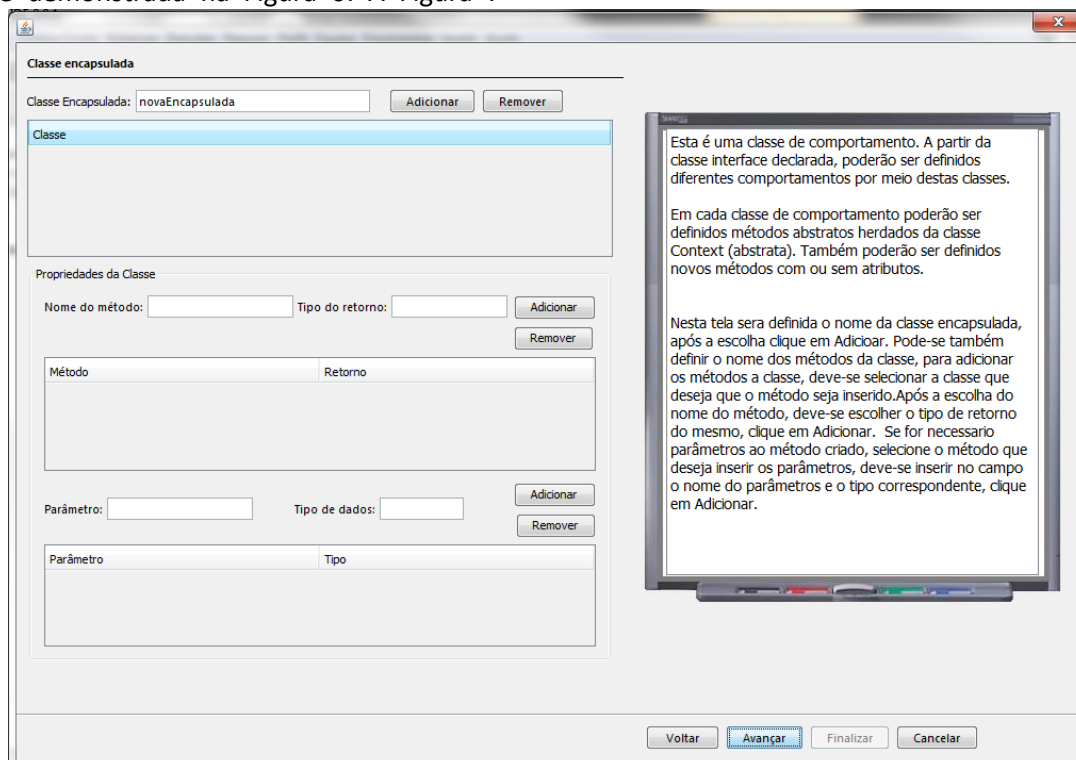 demonstrada na Figura
Classe encapsulada
Classe Encapsulada: novaEncapsulada Adicionar Remover
Classe
Propriedades da Classe
Nome do método: Tipo do retorno: Adicionar
Remover
Método Retorno
Parâmetro: Tipo de dados: Adicionar
Remover
Parâmetro Tipo
Esta é uma classe de comportamento. A partir da
classe interface declarada, poderão ser definidos
diferentes comportamentos por meio destas classes.
Em cada classe de comportamento poderão ser
definidos métodos abstratos herdados da classe
Context (abstrata). Também poderão ser definidos
novos métodos com ou sem atributos.
Nesta tela sera definida o nome da classe encapsulada,
após a escolha clique em Adicioar. Pode-se também
definir o nome dos métodos da classe, para adicionar
os métodos a classe, deve-se selecionar a classe que
deseja que o método seja inserido.Após a escolha do
nome do método, deve-se escolher o tipo de retorno
do mesmo, clique em Adicionar. Se for necessario
parâmetros ao método criado, selecione o método que
deseja inserir os parâmetros, deve-se inserir no campo
o nome do parâmetros e o tipo correspondente, clique
em Adicionar.
Voltar Avançar Finalizar Cancelar